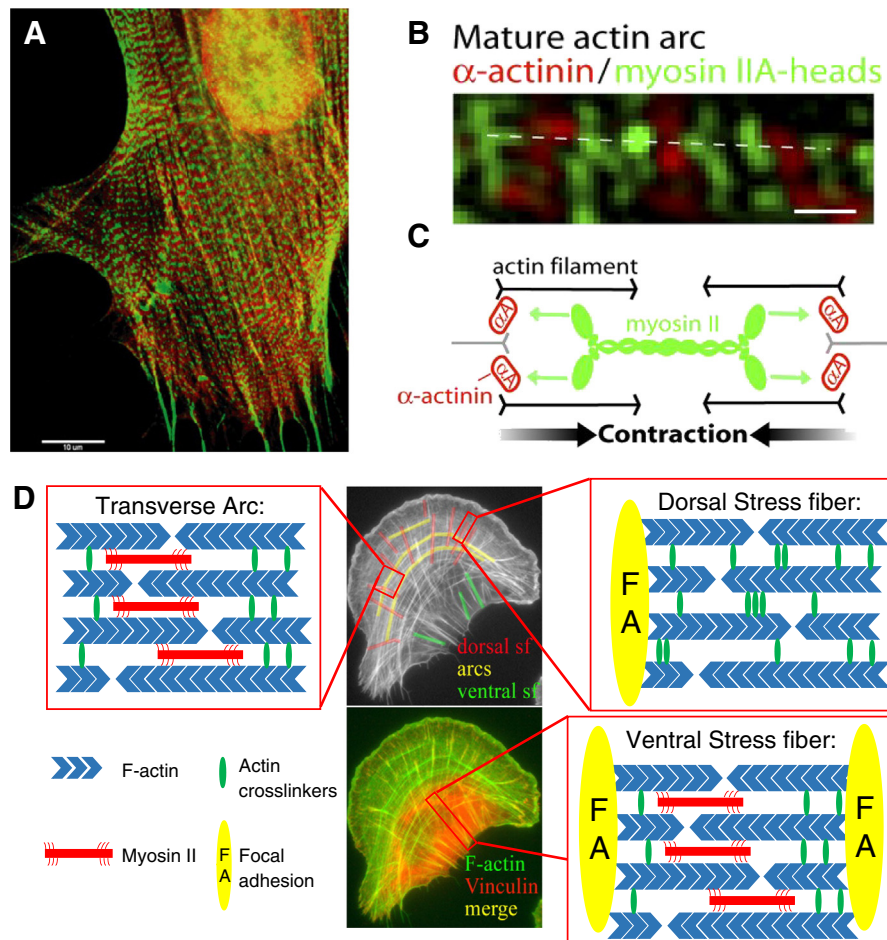 A
10 um
B
Mature actin arc
α-actinin/myosin IIA-heads
C
actin filament
αA
αA
myosin II
αA
αA
α-actinin
Contraction
D
Transverse Arc:
dorsal sf
arcs
ventral sf
Dorsal Stress fiber:
F
A
F-actin
Actin
crosslinkers
Myosin II
F
A
Focal
adhesion
F-actin
Vinculin
merge
Ventral Stress fiber:
F
A
F
A